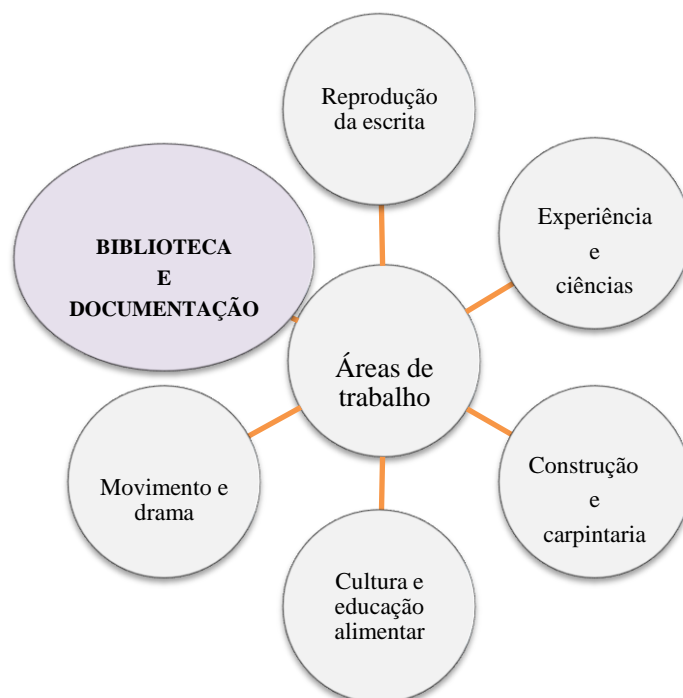 Reprodução
da escrita
Experiência
e
ciências
BIBLIOTECA
E
DOCUMENTAÇÃO
Áreas de
trabalho
Construção
e
carpintaria
Movimento e
drama
Cultura e
educação
alimentar